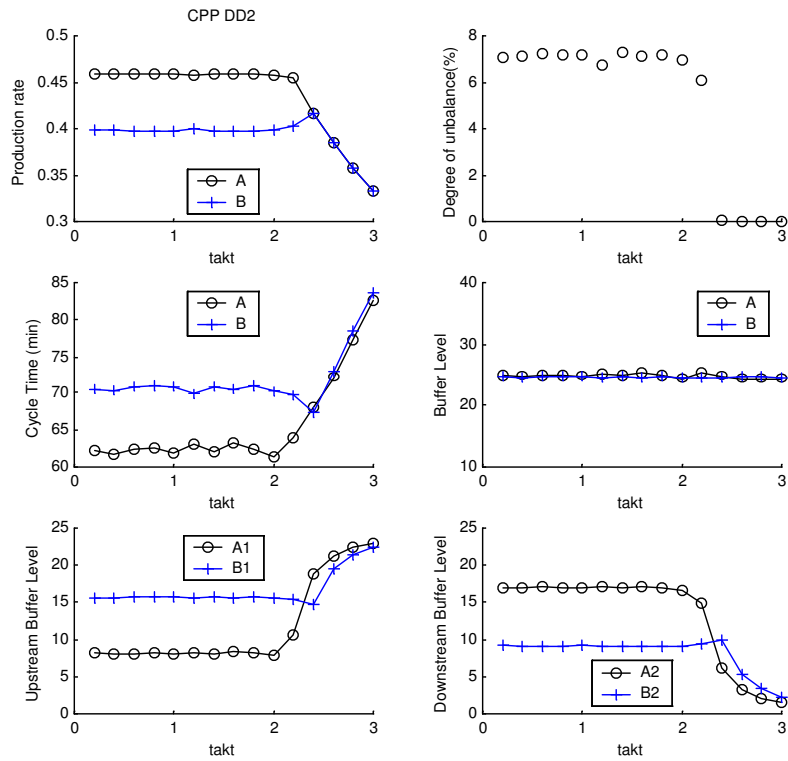 CPP DD2
Production rate
0.5
0.45
0.4
0.35
0.3
A
B
0
1
2
3
takt
Degree of unbalance(%)
8
6
4
2
0
0
1
2
3
takt
Cycle Time (min)
85
80
75
70
65
60
A
B
0
1
2
3
takt
Buffer Level
40
30
20
10
A
B
0
1
2
3
takt
Upstream Buffer Level
25
20
15
10
5
0
A1
B1
0
1
2
3
takt
Downstream Buffer Level
25
20
15
10
5
0
A2
B2
0
1
2
3
takt